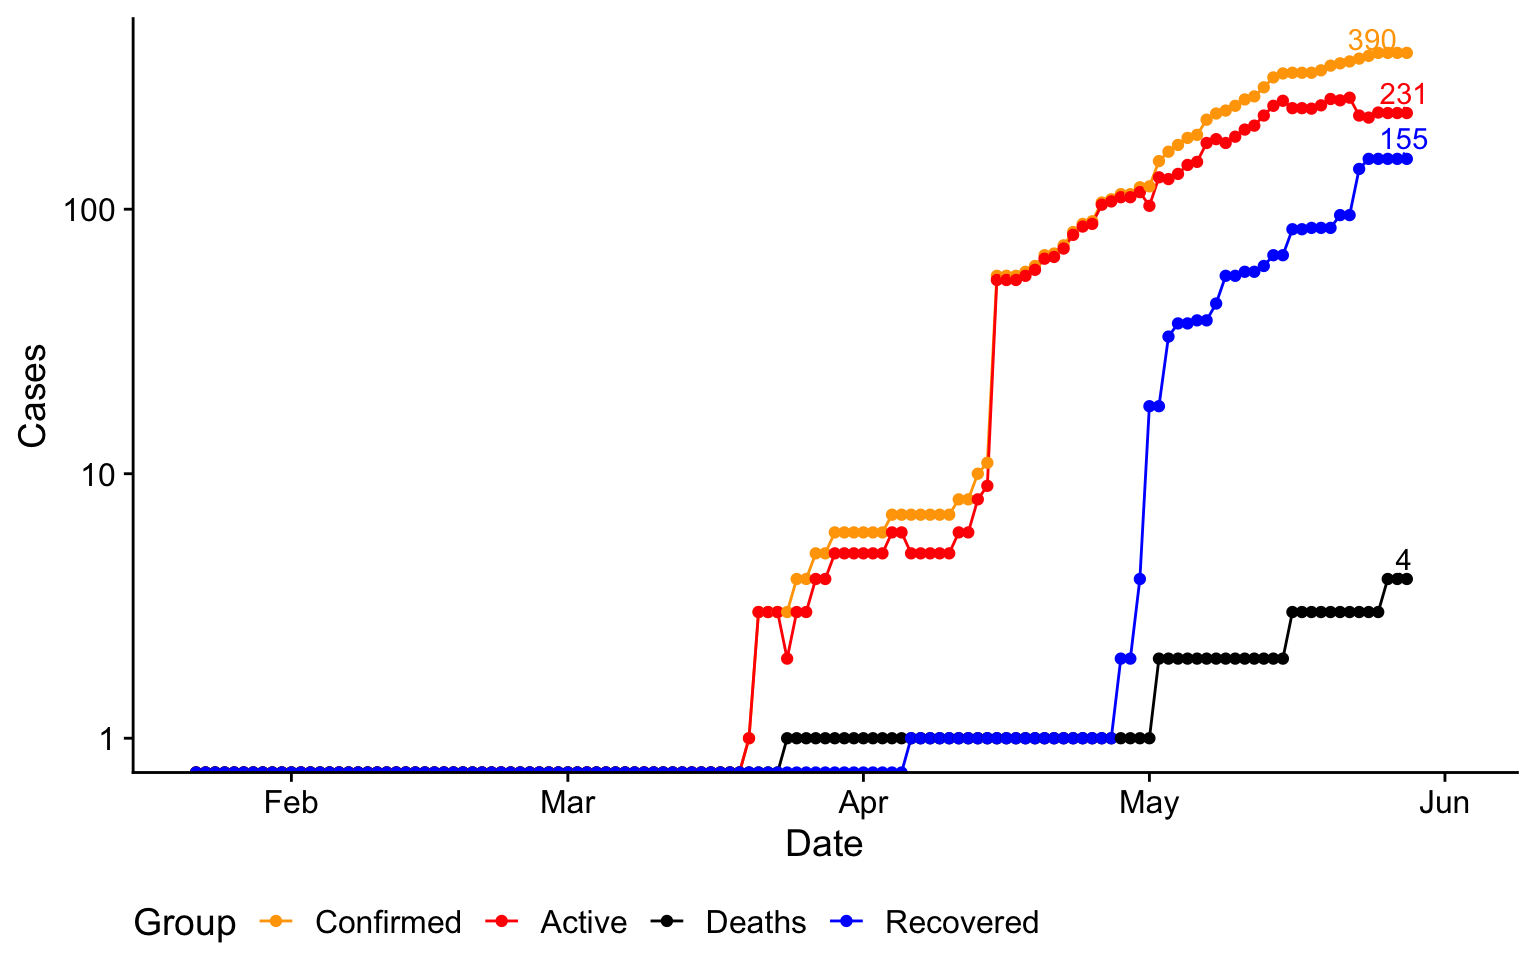 390
231
155
4
100
10
1
Cases
Feb Mar Apr May Jun
Date
Group Confirmed Active Deaths Recovered